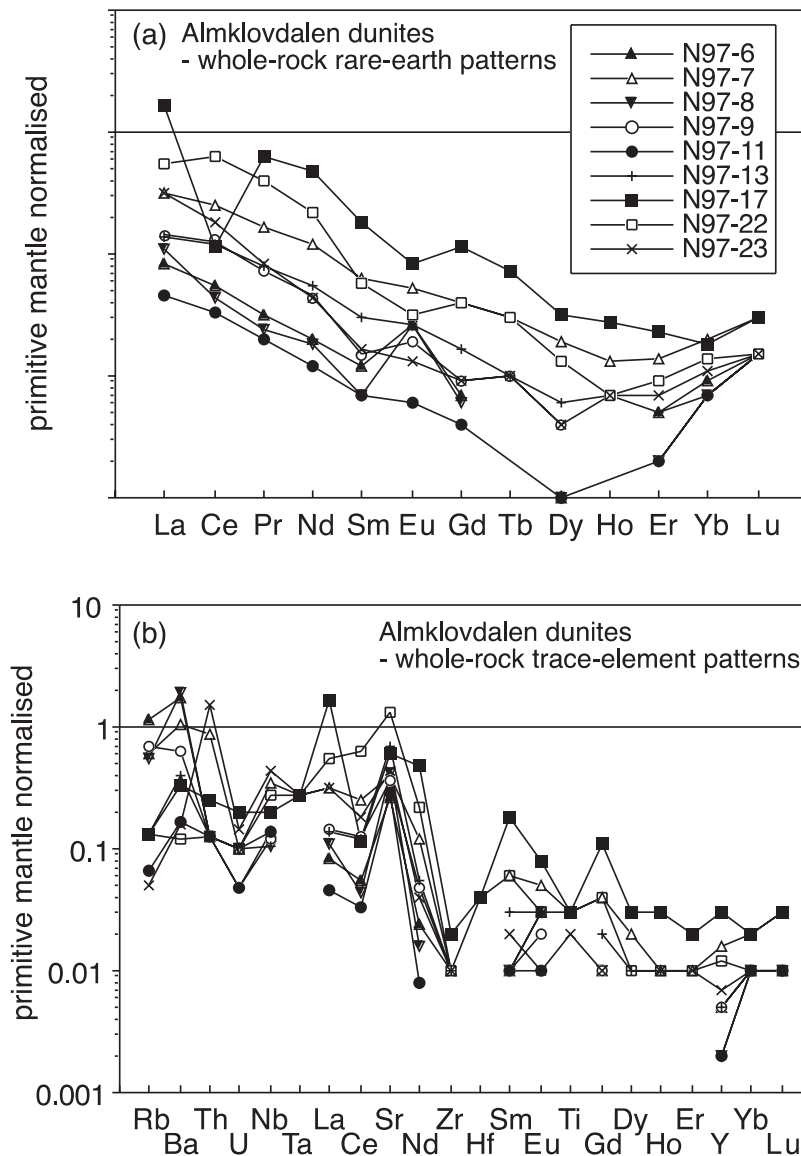 (a)
Almklovdalen dunites
- whole-rock rare-earth patterns
N97-6
N97-7
N97-8
N97-9
N97-11
N97-13
N97-17
N97-22
N97-23
primitive mantle normalised
La Ce Pr Nd Sm Eu Gd Tb Dy Ho Er Yb Lu
(b)
Almklovdalen dunites
- whole-rock trace-element patterns
primitive mantle normalised
10
1
0.1
0.01
0.001
Rb Th Nb La Sr Zr Sm Ti Dy Er Yb
Ba U Ta Ce Nd Hf Eu Gd Ho Y Lu